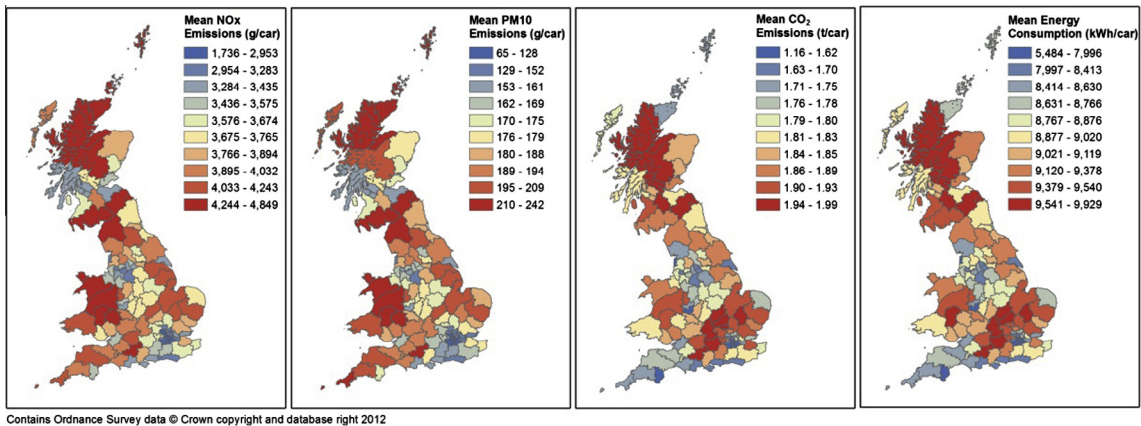 Mean NOx
Emissions (g/car)
1,736 - 2,953
2,954 - 3,283
3,284 - 3,435
3,436 - 3,575
3,576 - 3,674
3,675 - 3,765
3,766 - 3,894
3,895 - 4,032
4,033 - 4,243
4,244 - 4,849
Mean PM10
Emissions (g/car)
65 - 128
129 - 152
153 - 161
162 - 169
170 - 175
176 - 179
180 - 188
189 - 194
195 - 209
210 - 242
Mean CO₂
Emissions (t/car)
1.16 - 1.62
1.63 - 1.70
1.71 - 1.75
1.76 - 1.78
1.79 - 1.80
1.81 - 1.83
1.84 - 1.85
1.86 - 1.89
1.90 - 1.93
1.94 - 1.99
Mean Energy
Consumption (kWh/car)
5,484 - 7,996
7,997 - 8,413
8,414 - 8,630
8,631 - 8,766
8,767 - 8,876
8,877 - 9,020
9,021 - 9,119
9,120 - 9,378
9,379 - 9,540
9,541 - 9,929
Contains Ordnance Survey data © Crown copyright and database right 2012